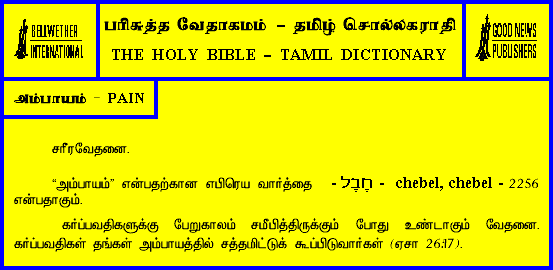 BELLWETHER
INTERNATIONAL
பரிசுத்த வேதாகமம் - தமிழ் சொல்லகராதி
THE HOLY BIBLE - TAMIL DICTIONARY
GOOD NEWS
PUBLISHERS
அம்பாயம் - PAIN
சரீரவேதனை.
“அம்பாயம்” என்பதற்கான எபிரெய வார்த்தை - חֶבֶל - chebel, chebel - 2256
என்பதாகும்.
கர்ப்பவதிகளுக்கு பேறுகாலம் சமீபித்திருக்கும் போது உண்டாகும் வேதனை.
கர்ப்பவதிகள் தங்கள் அம்பாயத்தில் சத்தமிட்டுக் கூப்பிடுவார்கள் (ஏசா 26:17).